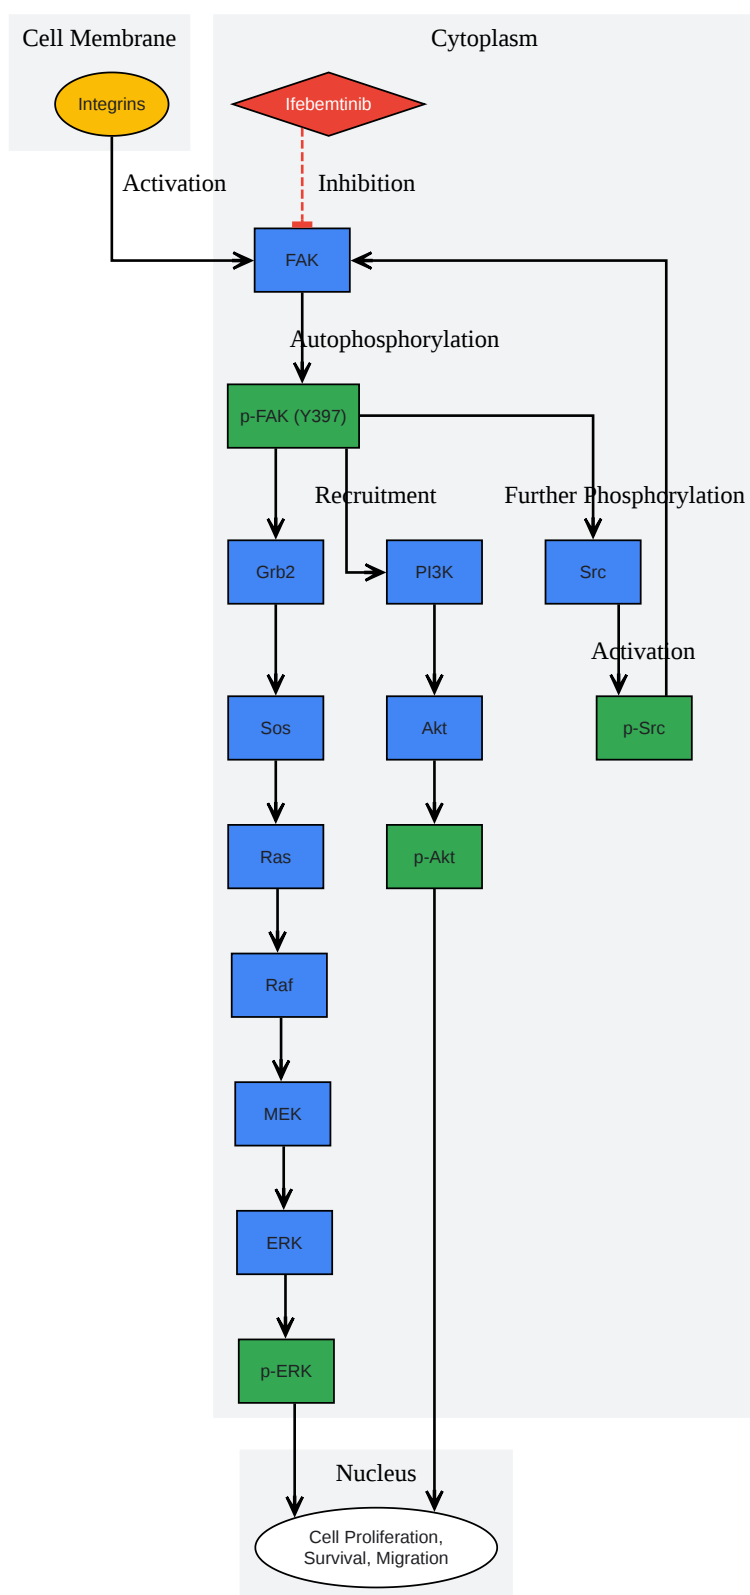 Cell Membrane
Cytoplasm
Integrins
Ifebemtinib
Activation
Inhibition
FAK
Autophosphorylation
p-FAK (Y397)
Recruitment
Further Phosphorylation
Grb2
PI3K
Src
Activation
Sos
Akt
p-Src
Ras
p-Akt
Raf
MEK
ERK
p-ERK
Nucleus
Cell Proliferation,
Survival, Migration